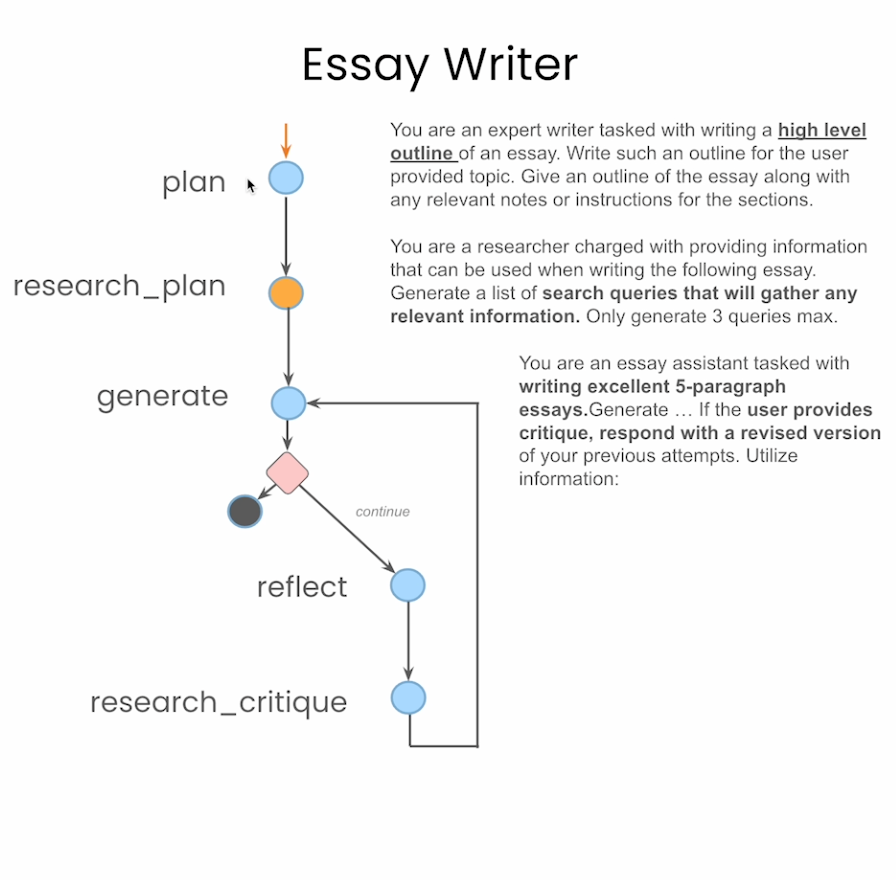 Essay Writer
You are an expert writer tasked with writing a high level
outline of an essay. Write such an outline for the user
provided topic. Give an outline of the essay along with
any relevant notes or instructions for the sections.
plan
You are a researcher charged with providing information
that can be used when writing the following essay.
Generate a list of search queries that will gather any
relevant information. Only generate 3 queries max.
research_plan
You are an essay assistant tasked with
writing excellent 5-paragraph
essays.Generate … If the user provides
critique, respond with a revised version
of your previous attempts. Utilize
information:
generate
continue
reflect
research_critique